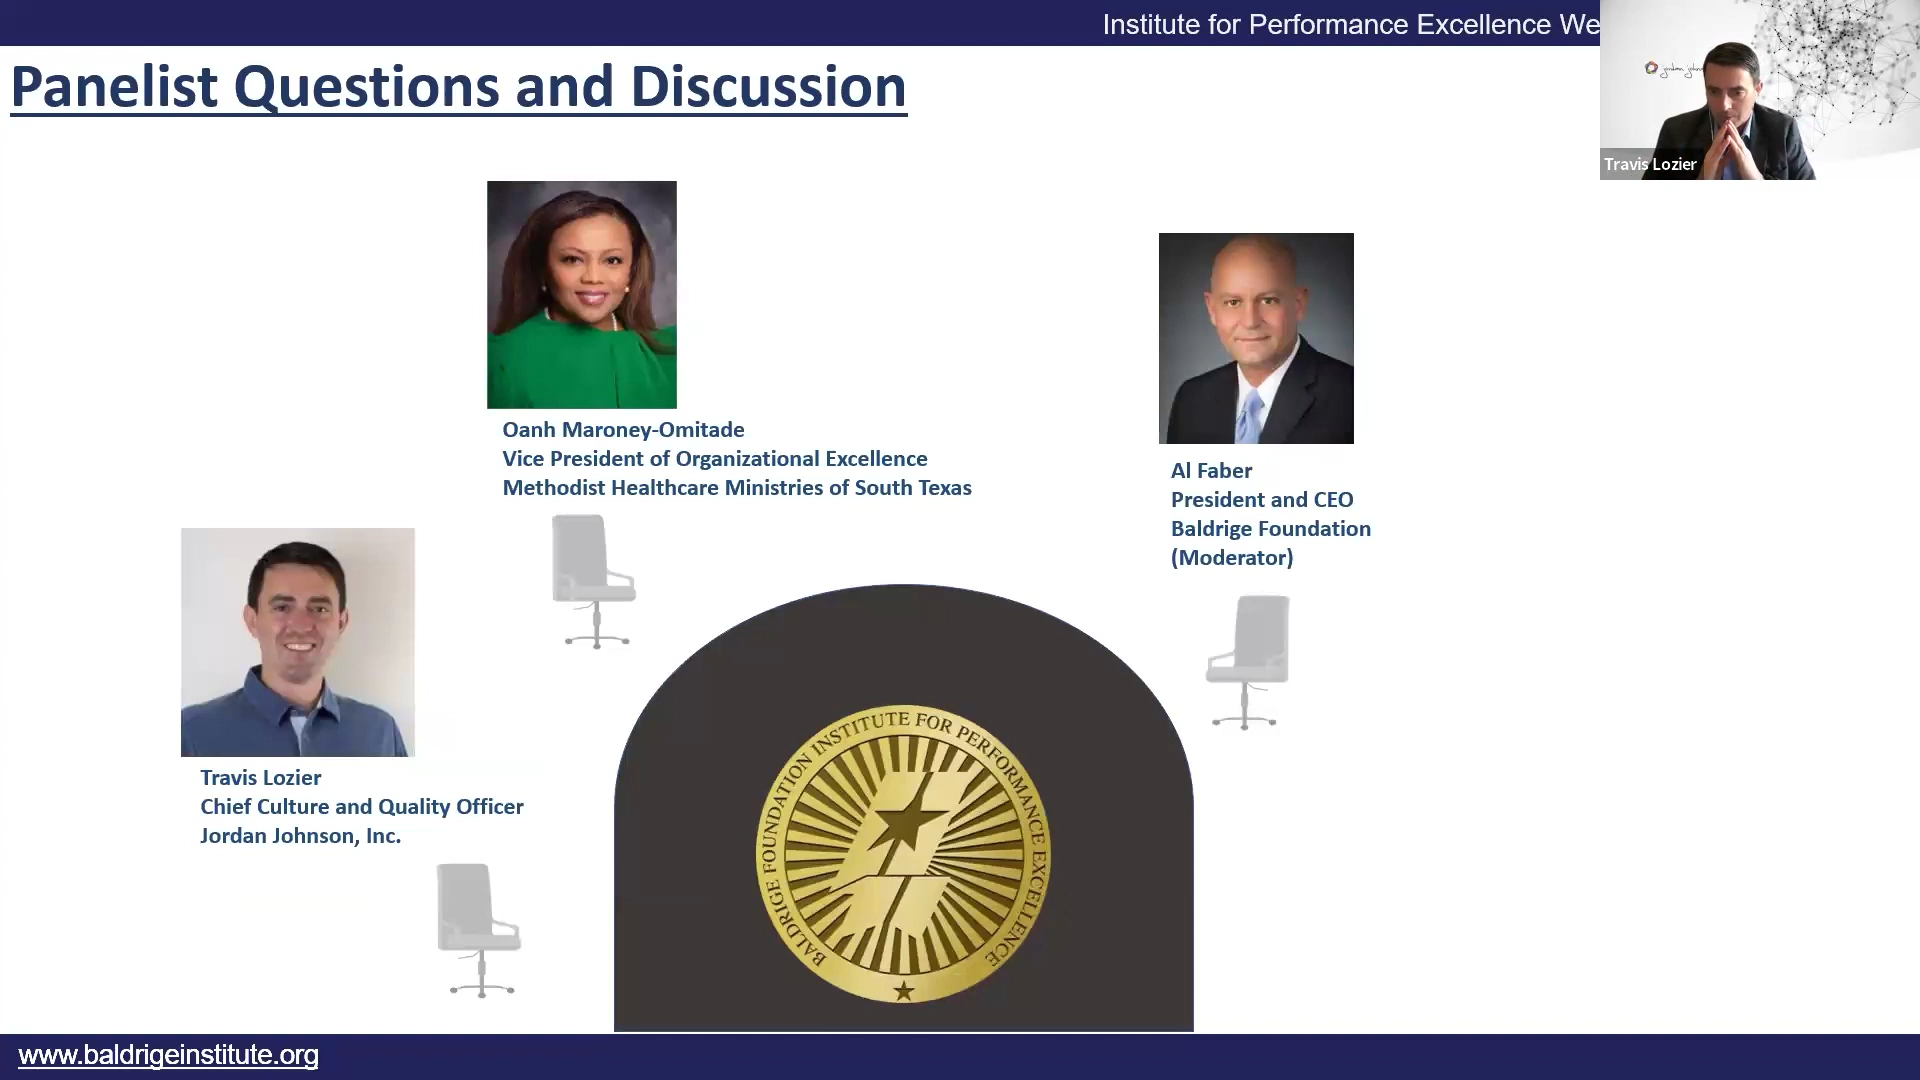 Institute for Performance Excellence We
Panelist Questions and Discussion
Travis Lozier
Oanh Maroney-Omitade
Vice President of Organizational Excellence
Methodist Healthcare Ministries of South Texas
Al Faber
President and CEO
Baldrige Foundation
(Moderator)
Travis Lozier
Chief Culture and Quality Officer
Jordan Johnson, Inc.
BALDRIGE FOUNDATION INSTITUTE FOR PERFORMANCE EXCELLENCE
www.baldrigeinstitute.org